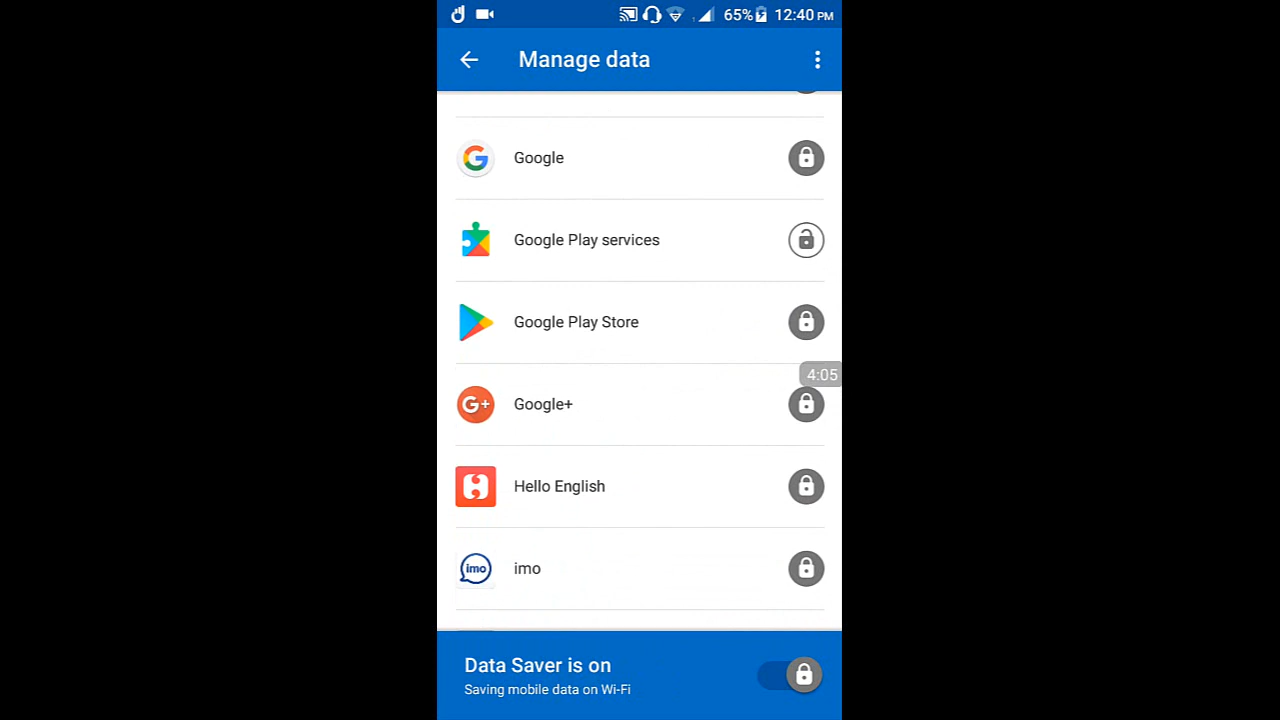 65% 12:40 PM
Manage data
Google
Google Play services
Google Play Store
4:05
G+ Google+
Hello English
imo imo
Data Saver is on
Saving mobile data on Wi-Fi